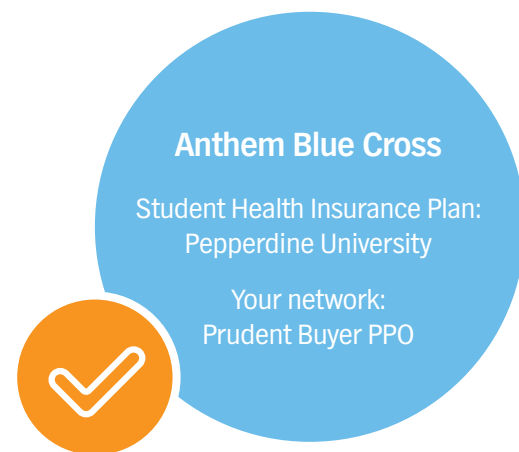 Anthem Blue Cross
Student Health Insurance Plan:
Pepperdine University
Your network:
Prudent Buyer PPO